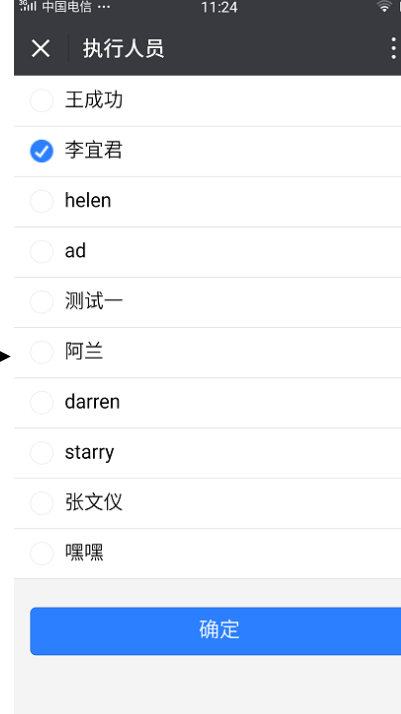 3G 中国电信 ··· 11:24
执行人员
王成功
李宜君
helen
ad
测试一
阿兰
darren
starry
张文仪
嘿嘿
确定